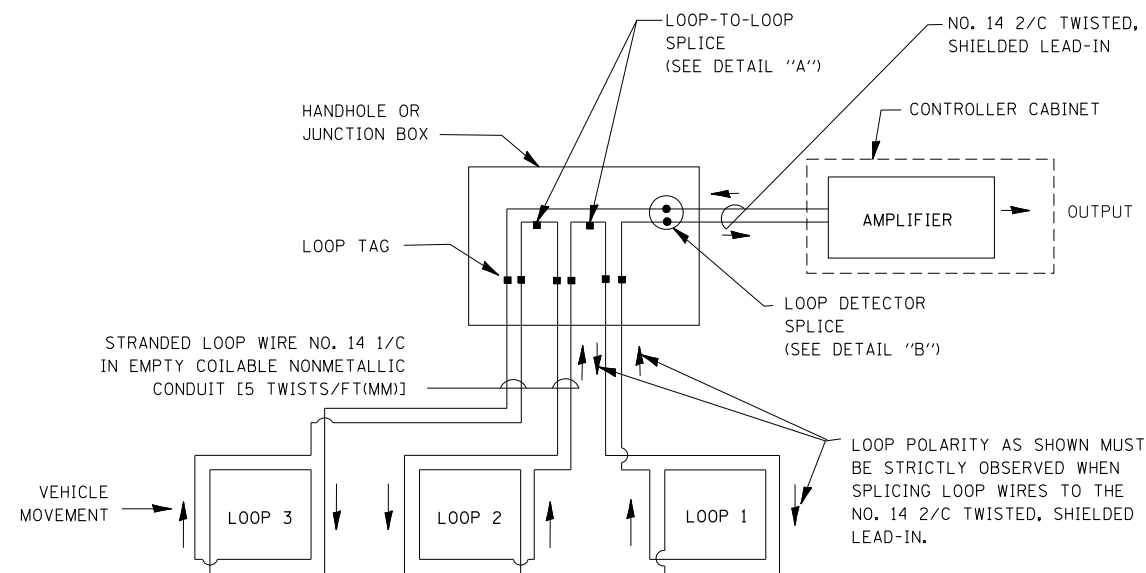 LOOP-TO-LOOP
SPLICE
(SEE DETAIL "A")
NO. 14 2/C TWISTED,
SHIELDED LEAD-IN
HANDHOLE OR
JUNCTION BOX
CONTROLLER CABINET
AMPLIFIER
OUTPUT
LOOP TAG
LOOP DETECTOR
SPLICE
(SEE DETAIL "B")
STRANDED LOOP WIRE NO. 14 1/C
IN EMPTY COILABLE NONMETALLIC
CONDUIT [5 TWISTS/FT(MM)]
LOOP POLARITY AS SHOWN MUST
BE STRICTLY OBSERVED WHEN
SPLICING LOOP WIRES TO THE
NO. 14 2/C TWISTED, SHIELDED
LEAD-IN.
VEHICLE
MOVEMENT
LOOP 3
LOOP 2
LOOP 1